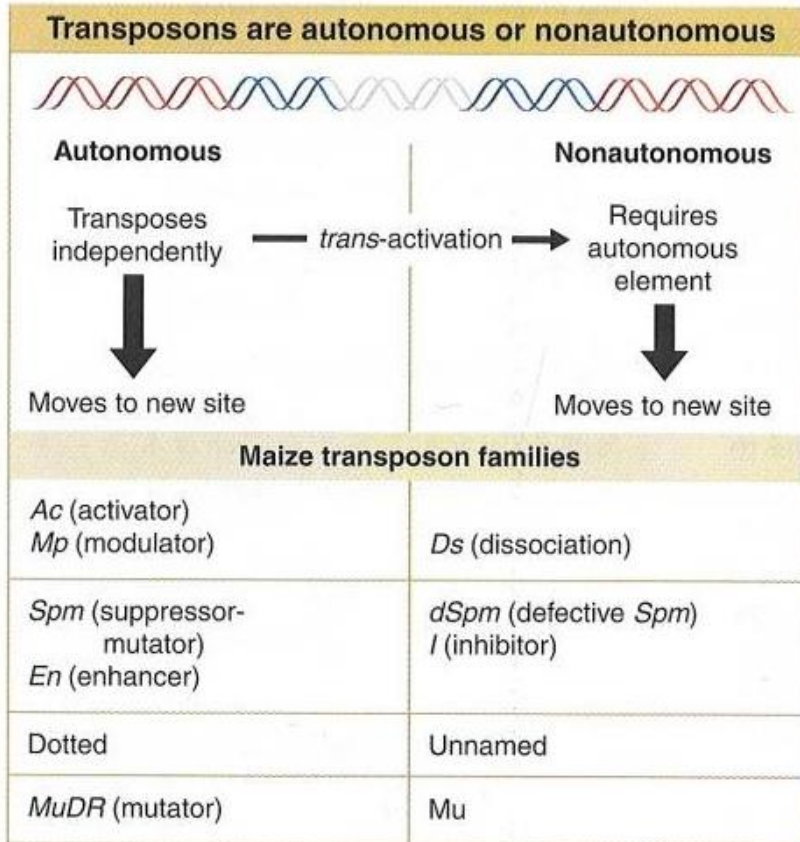 Transposons are autonomous or nonautonomous
Autonomous
Nonautonomous
Transposes
independently
trans-activation
Requires
autonomous
element
Moves to new site
Moves to new site
Maize transposon families
Ac (activator)
Mp (modulator)
Ds (dissociation)
Spm (suppressor-
mutator)
En (enhancer)
dSpm (defective Spm)
I (inhibitor)
Dotted
Unnamed
MuDR (mutator)
Mu